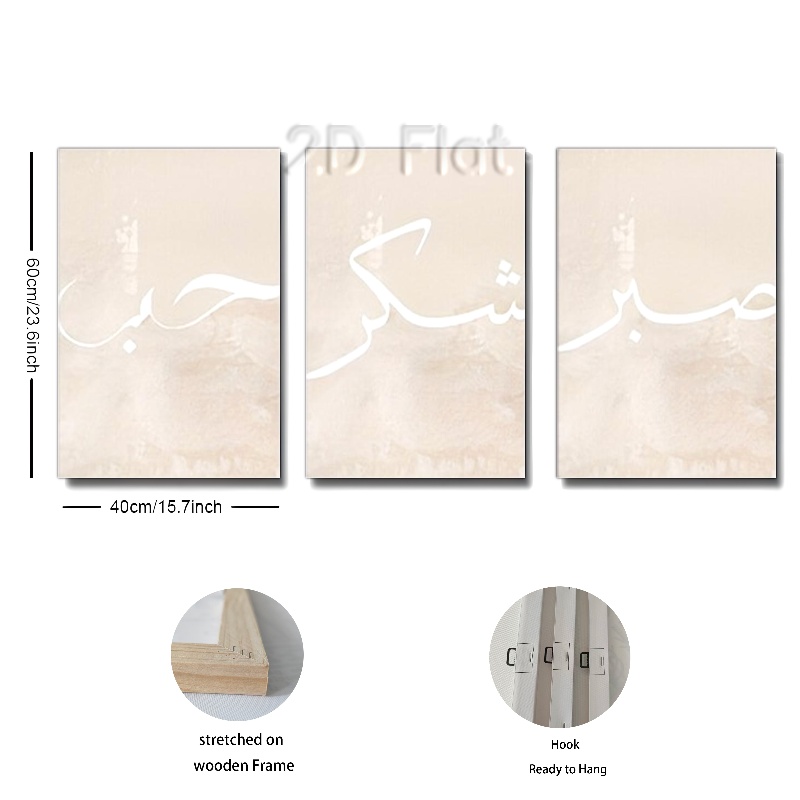 2D Flat
حب
شكر
صبر
60cm/23.6inch
40cm/15.7inch
stretched on
wooden Frame
Hook
Ready to Hang